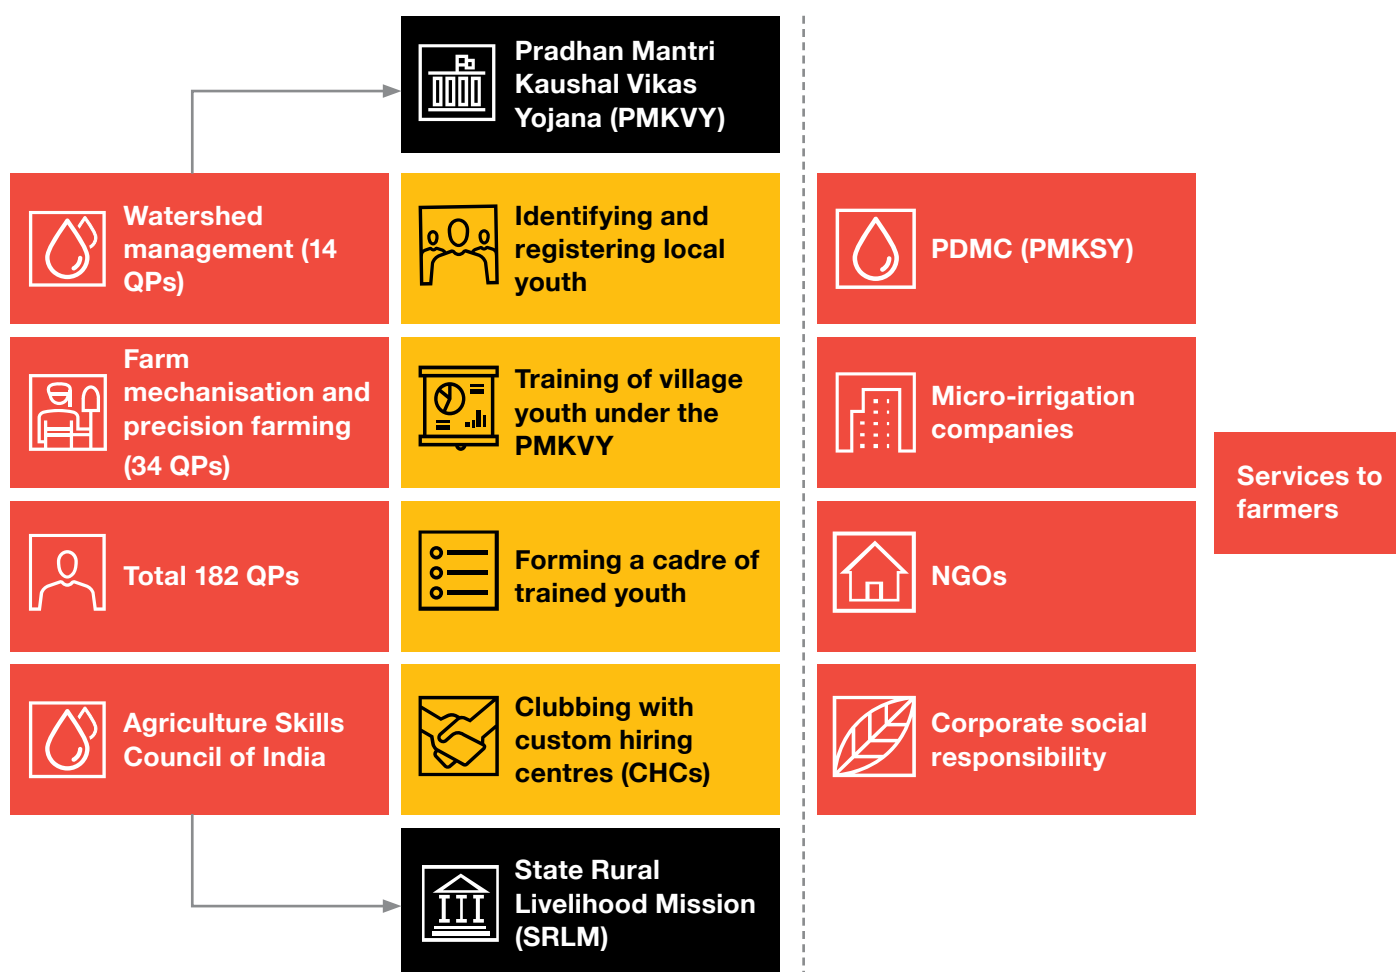 Pradhan Mantri
Kaushal Vikas
Yojana (PMKVY)
Watershed
management (14
QPs)
Farm
mechanisation and
precision farming
(34 QPs)
Total 182 QPs
Agriculture Skills
Council of India
Identifying and
registering local
youth
Training of village
youth under the
PMKVY
Forming a cadre of
trained youth
Clubbing with
custom hiring
centres (CHCs)
State Rural
Livelihood Mission
(SRLM)
PDMC (PMKSY)
Micro-irrigation
companies
NGOs
Corporate social
responsibility
Services to
farmers